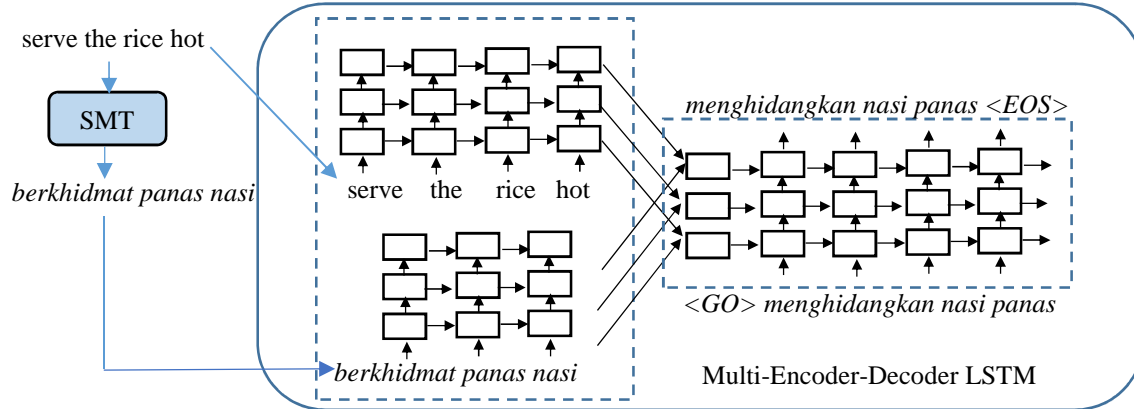 serve the rice hot
SMT
berkhidmat panas nasi
serve the rice hot
berkhidmat panas nasi
menghidangkan nasi panas <EOS>
<GO> menghidangkan nasi panas
Multi-Encoder-Decoder LSTM